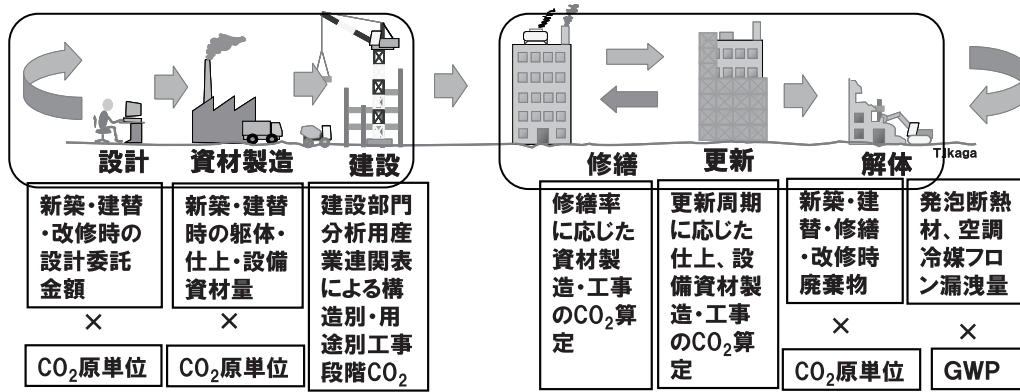 設計
資材製造
建設
修繕
更新
解体
T.Ikaga
新築・建替
・改修時の
設計委託
金額
×
CO₂原単位
新築・建替
時の躯体・
仕上・設備
資材量
×
CO₂原単位
建設部門
分析用産
業連関表
による構
造別・用
途別工事
段階CO₂
修繕率
に応じた
資材製
造・工事
のCO₂算
定
更新周期
に応じた
仕上、設
備資材製
造・工事
のCO₂算
定
新築・建
替・修繕
・改修時
廃棄物
×
CO₂原単位
発泡断熱
材、空調
冷媒フロ
ン漏洩量
×
GWP